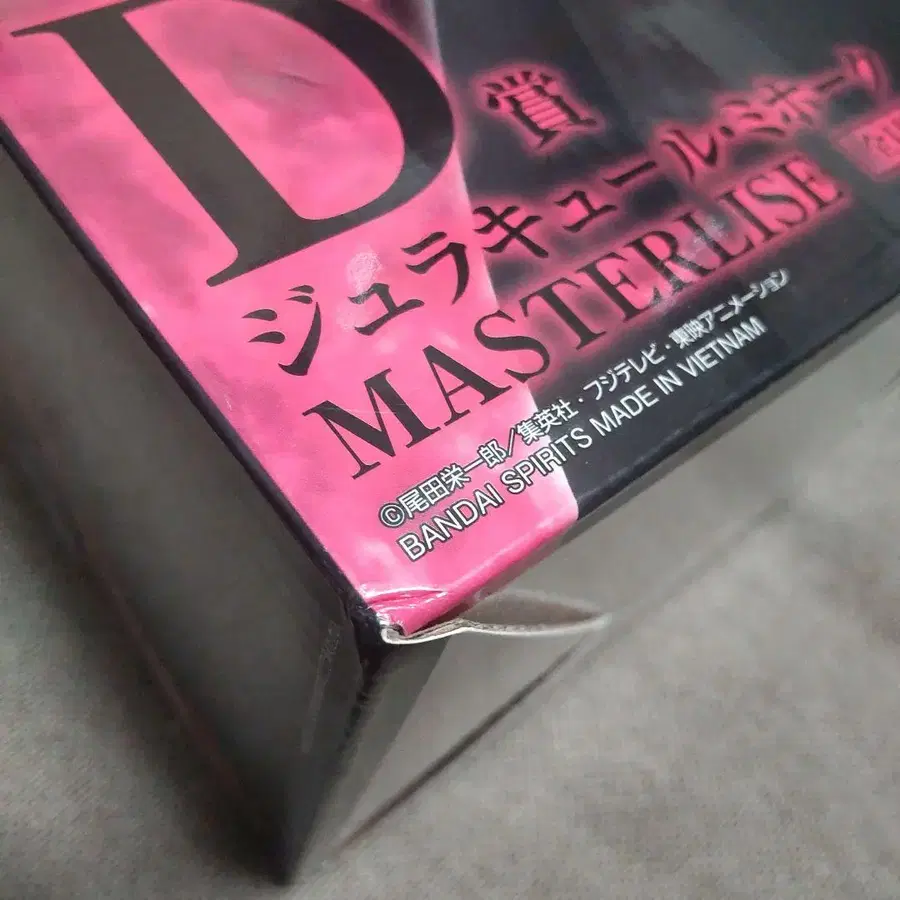 D賞
ジュラキュール・ミホーク
MASTERLISE
©尾田栄一郎/集英社・フジテレビ・東映アニメーション
BANDAI SPIRITS MADE IN VIETNAM